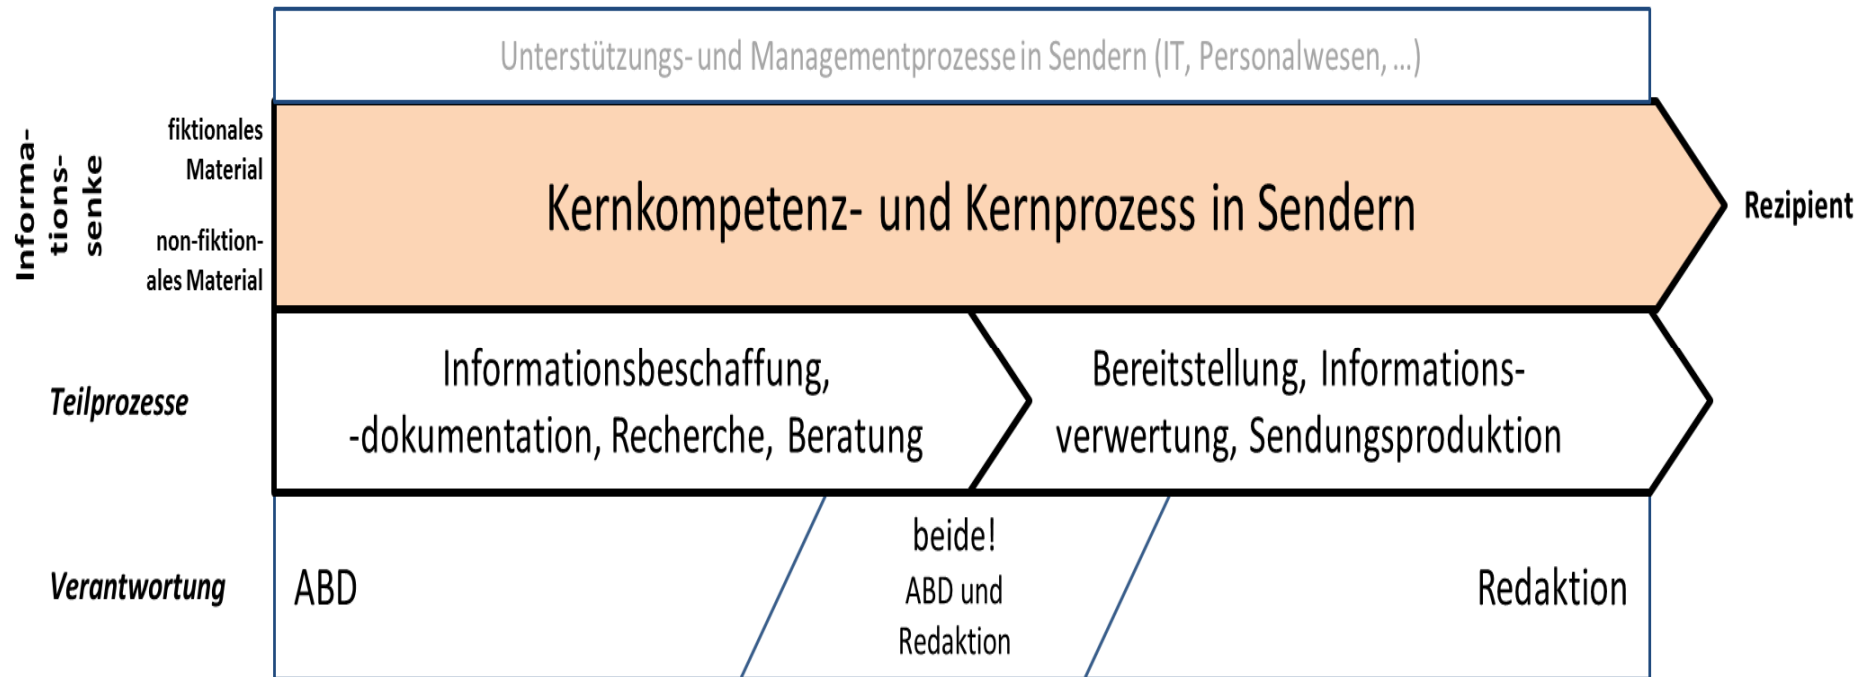 Unterstützungs- und Managementprozesse in Sendern (IT, Personalwesen, ...)
Informa-
tions-
senke
fiktionales
Material
non-fiktion-
ales Material
Kernkompetenz- und Kernprozess in Sendern
Rezipient
Teilprozesse
Informationsbeschaffung,
-dokumentation, Recherche, Beratung
Bereitstellung, Informations-
verwertung, Sendungsproduktion
Verantwortung
ABD
beide!
ABD und
Redaktion
Redaktion